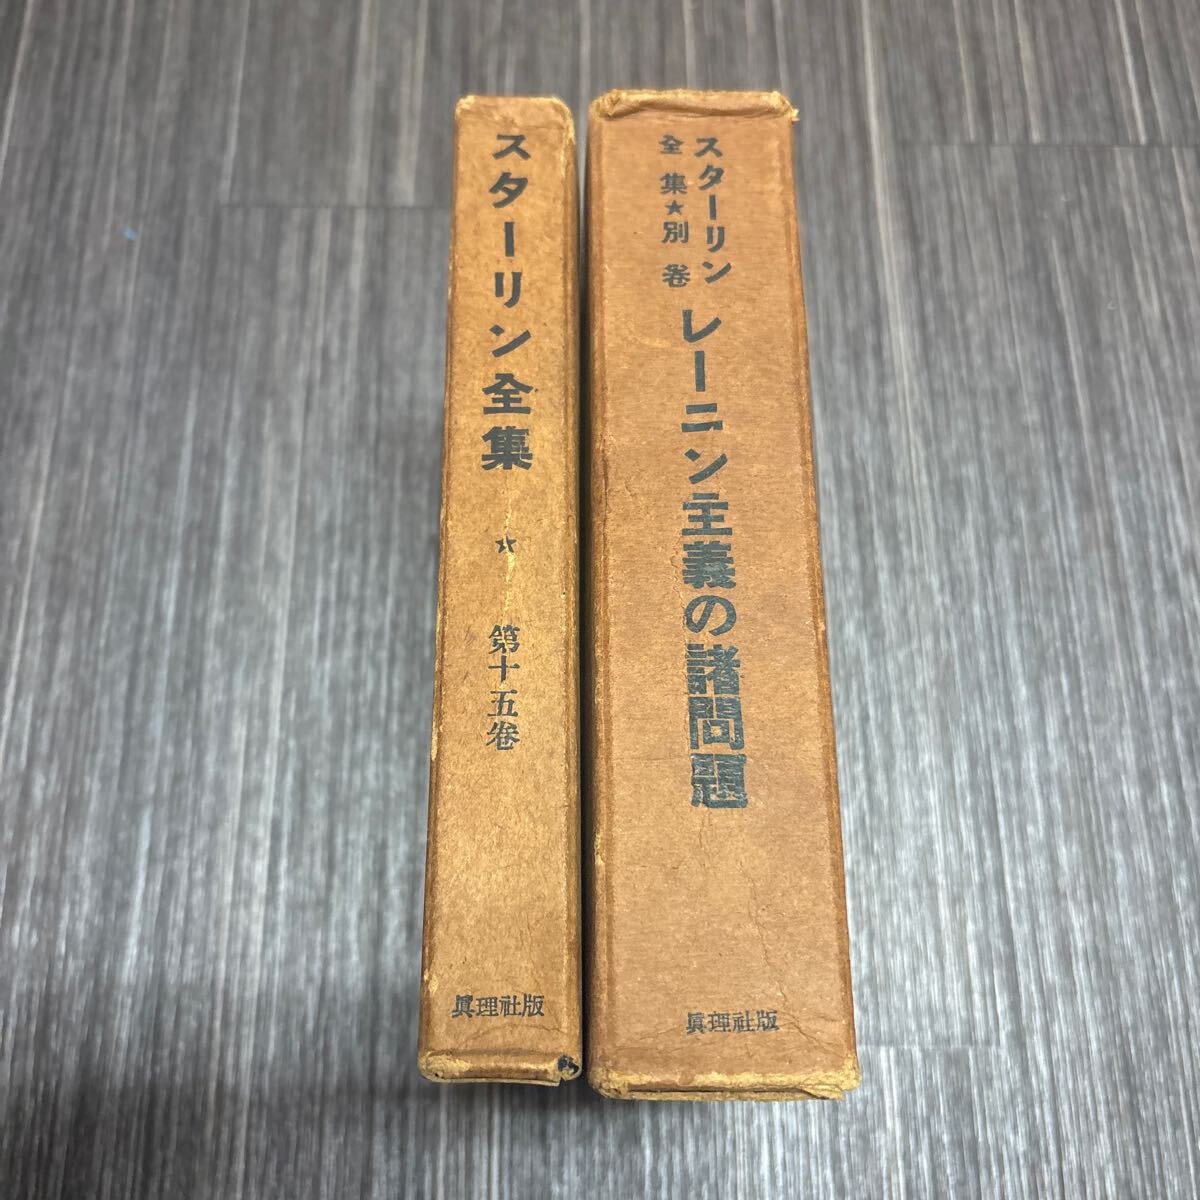 スターリン全集
★
第十五巻
眞理社版
スターリン
全集★別巻
レーニン主義の諸問題
眞理社版